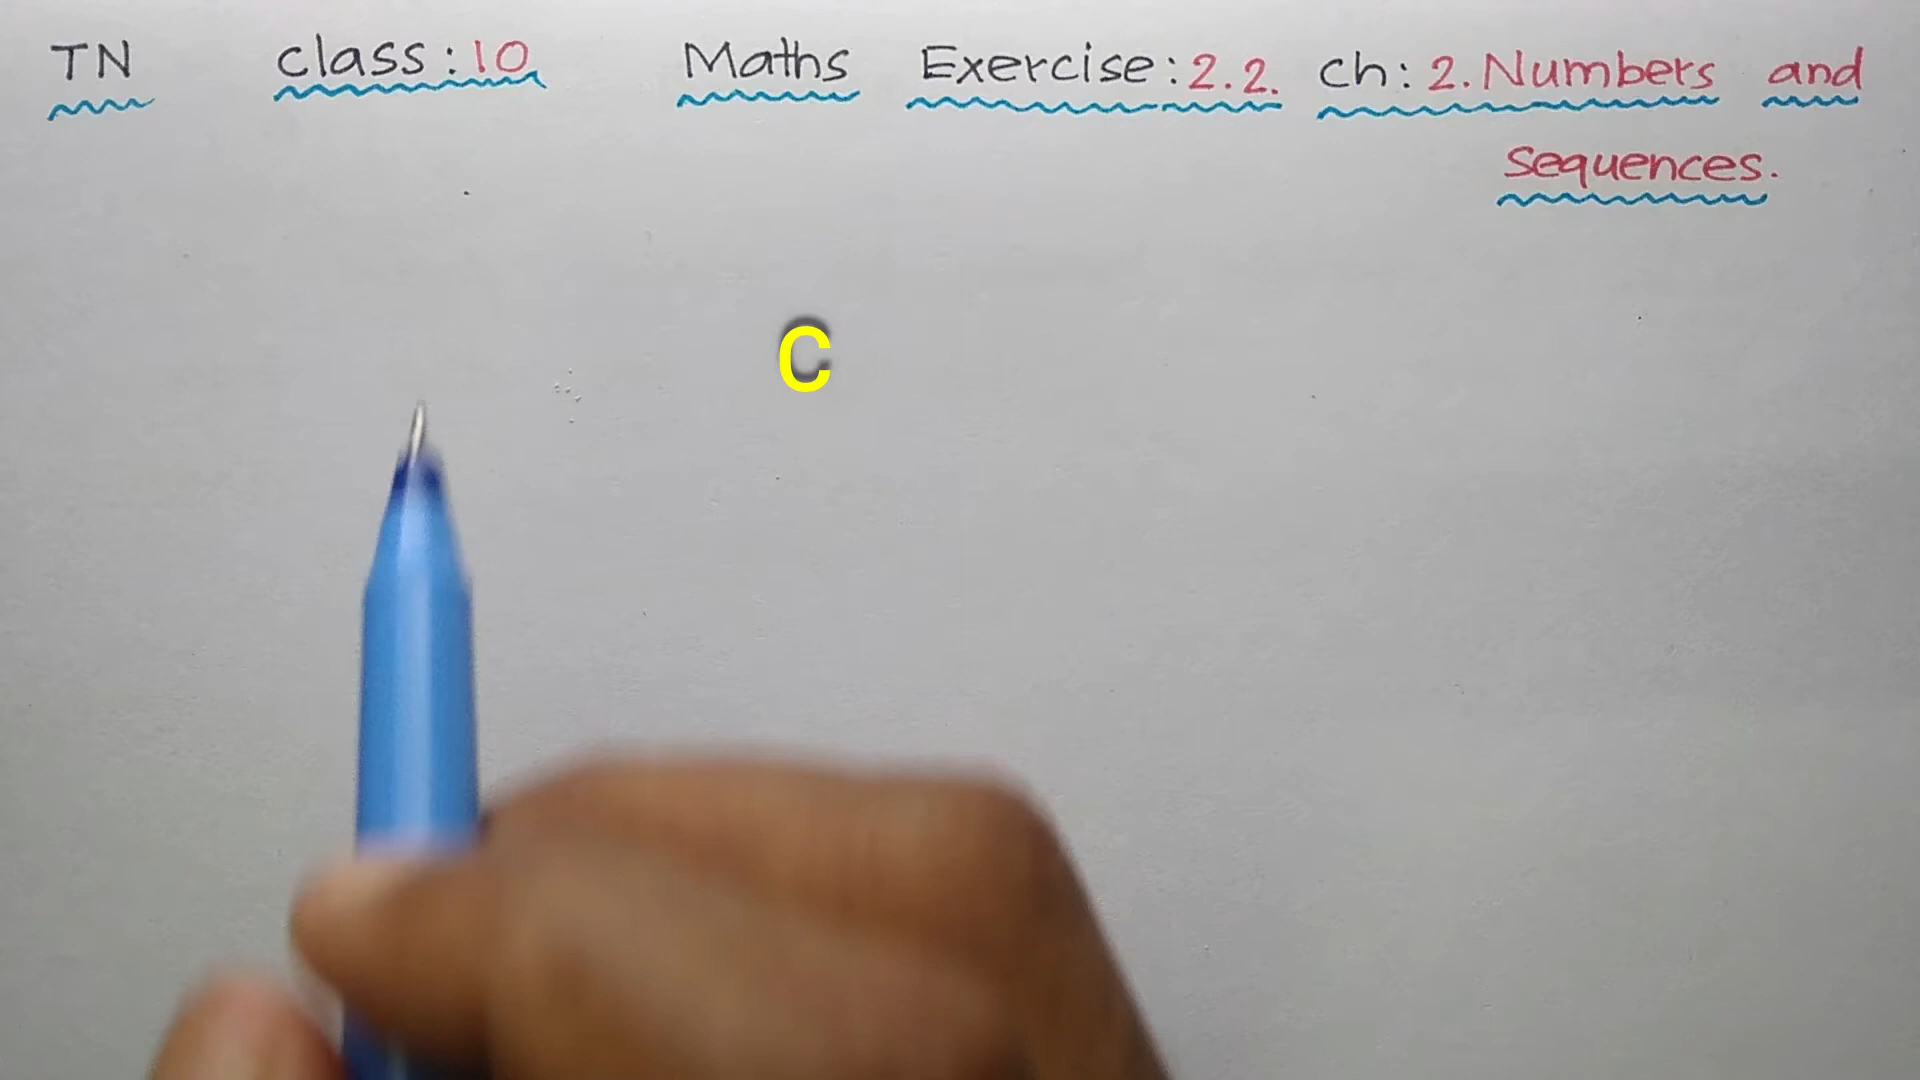 TN class:10 Maths Exercise:2.2. ch: 2. Numbers and
Sequences.
C